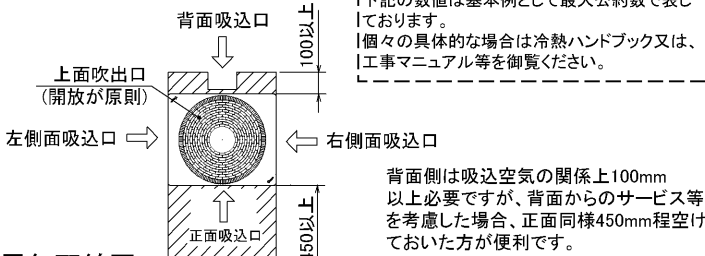 下記の数値は基本例として最大公約数で表し
ております。
個々の具体的な場合は冷熱ハンドブック又は、
工事マニュアル等を御覧ください。
背面吸込口
100以上
上面吹出口
(開放が原則)
左側面吸込口
右側面吸込口
正面吸込口
450以上
背面側は吸込空気の関係上100mm
以上必要ですが、背面からのサービス等
を考慮した場合、正面同様450mm程空け
ておいた方が便利です。